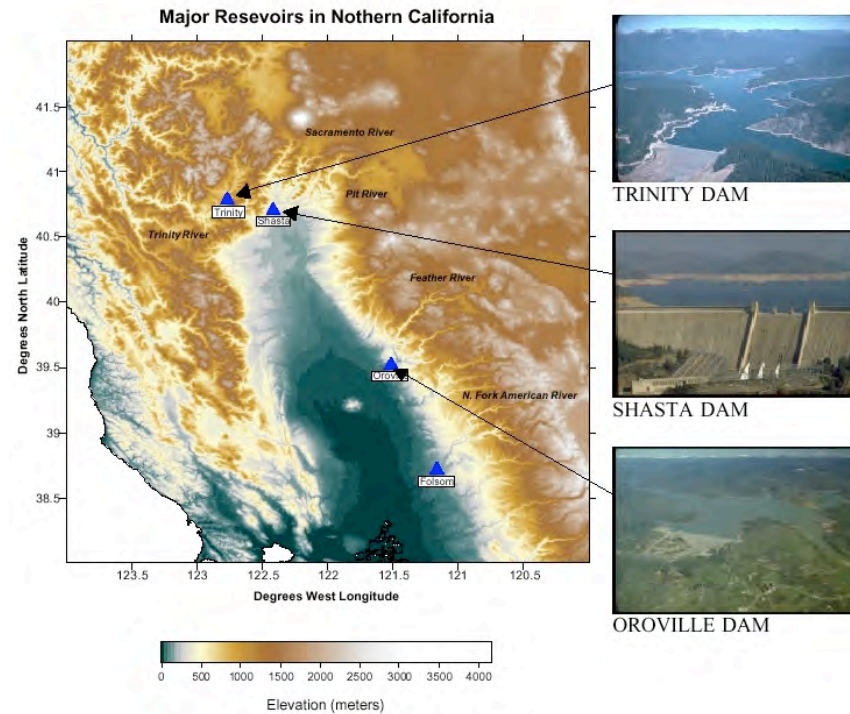 Major Resevoirs in Nothern California
TRINITY DAM
SHASTA DAM
OROVILLE DAM
Sacramento River
Pit River
Trinity
Shasta
Trinity River
Feather River
Orovill
N. Fork American River
Folsom
Degrees North Latitude
41.5
41
40.5
40
39.5
39
38.5
123.5 123 122.5 122 121.5 121 120.5
Degrees West Longitude
0 500 1000 1500 2000 2500 3000 3500 4000
Elevation (meters)